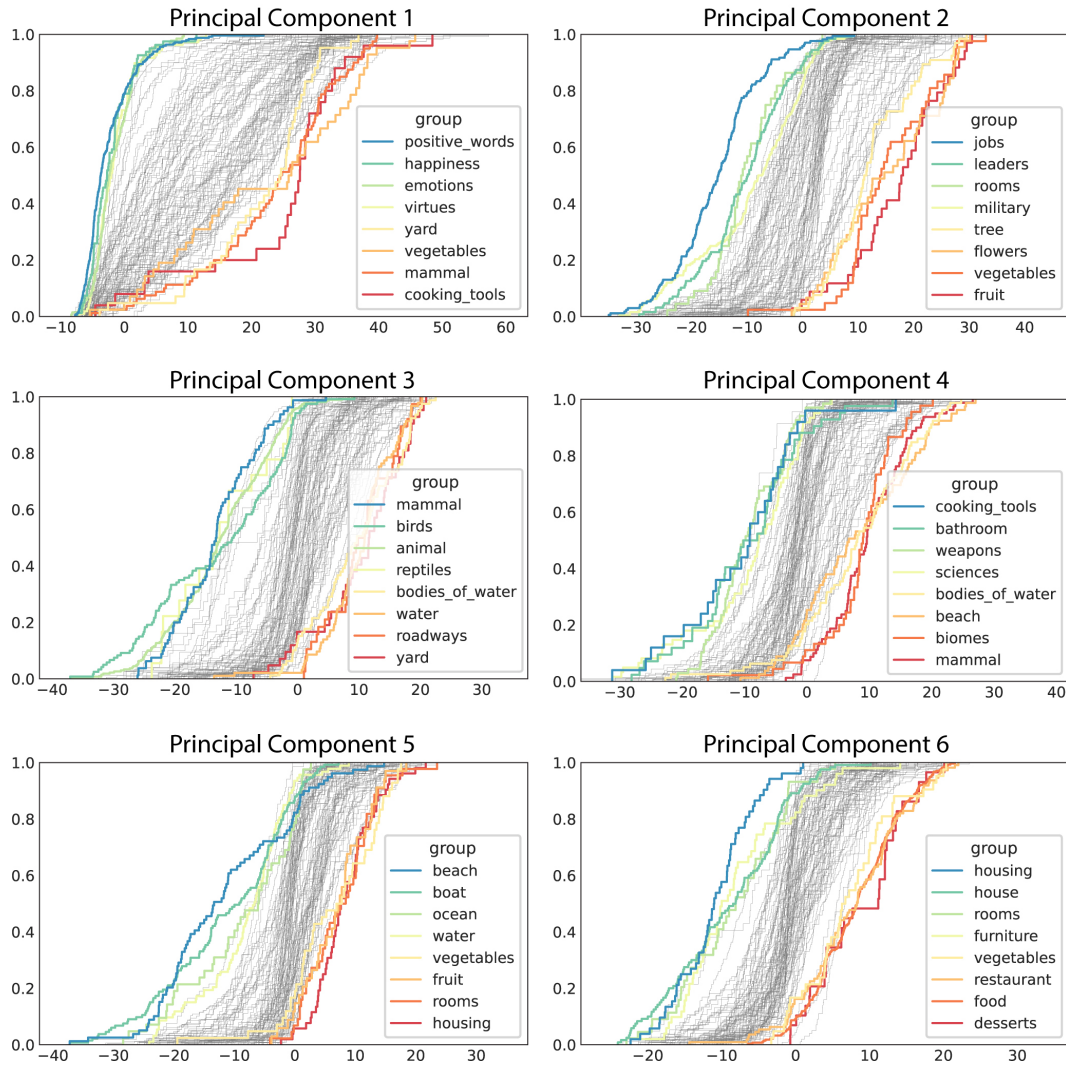 Principal Component 1
1.0
0.8
0.6
0.4
0.2
0.0
−10 0 10 20 30 40 50 60
group
positive_words
happiness
emotions
virtues
yard
vegetables
mammal
cooking_tools
Principal Component 2
1.0
0.8
0.6
0.4
0.2
0.0
−30 −20 −10 0 10 20 30 40
group
jobs
leaders
rooms
military
tree
flowers
vegetables
fruit
Principal Component 3
1.0
0.8
0.6
0.4
0.2
0.0
−40 −30 −20 −10 0 10 20 30
group
mammal
birds
animal
reptiles
bodies_of_water
water
roadways
yard
Principal Component 4
1.0
0.8
0.6
0.4
0.2
0.0
−30 −20 −10 0 10 20 30 40
group
cooking_tools
bathroom
weapons
sciences
bodies_of_water
beach
biomes
mammal
Principal Component 5
1.0
0.8
0.6
0.4
0.2
0.0
−40 −30 −20 −10 0 10 20 30
group
beach
boat
ocean
water
vegetables
fruit
rooms
housing
Principal Component 6
1.0
0.8
0.6
0.4
0.2
0.0
−20 −10 0 10 20 30
group
housing
house
rooms
furniture
vegetables
restaurant
food
desserts